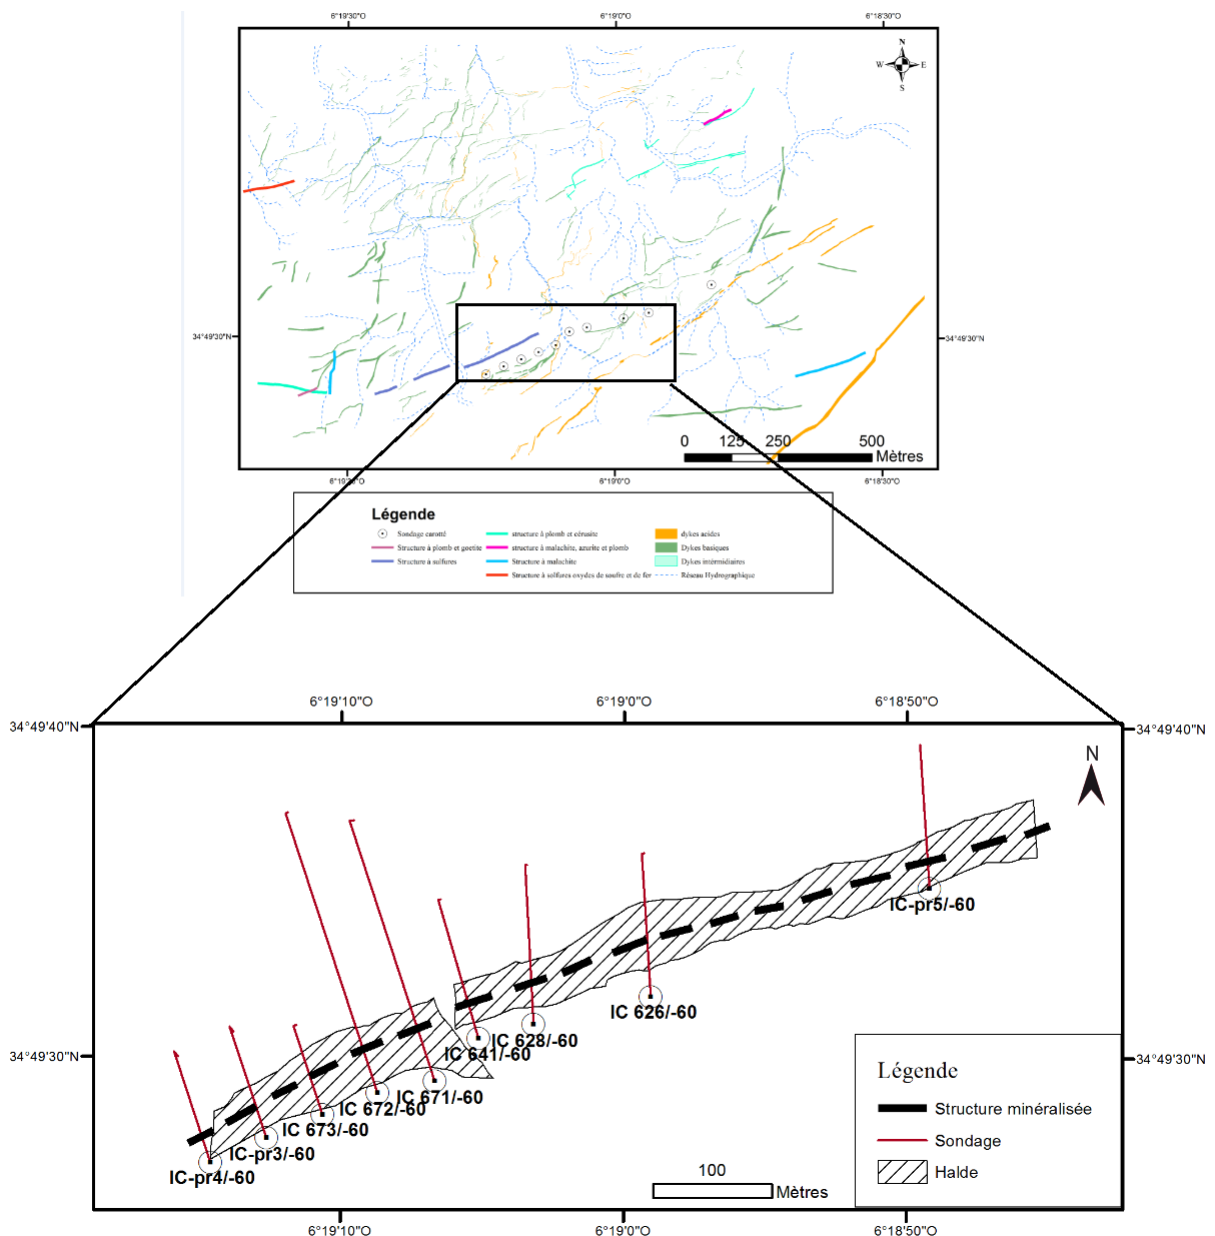 6°19'30"O 6°19'0"O 6°18'30"O
N
W E
S
34°49'30"N 34°49'30"N
0 125 250 500
Mètres
6°19'30"O 6°19'0"O 6°18'30"O
Légende
Sondage carotté
Structure à plomb et goetite
Structure à sulfures
structure à plomb et cérusite
structure à malachite, azurite et plomb
Structure à malachite
Structure à solfures oxydes de soufre et de fer
dykes acides
Dykes basiques
Dykes intérmidiaires
Réseau Hydrographique
6°19'10"O 6°19'0"O 6°18'50"O
34°49'40"N 34°49'40"N
N
IC-pr5/-60
IC 626/-60
IC 628/-60
IC 641/-60
34°49'30"N 34°49'30"N
IC 671/-60
IC 672/-60
IC 673/-60
IC-pr3/-60
IC-pr4/-60
100
Mètres
Légende
Structure minéralisée
Sondage
Halde
6°19'10"O 6°19'0"O 6°18'50"O